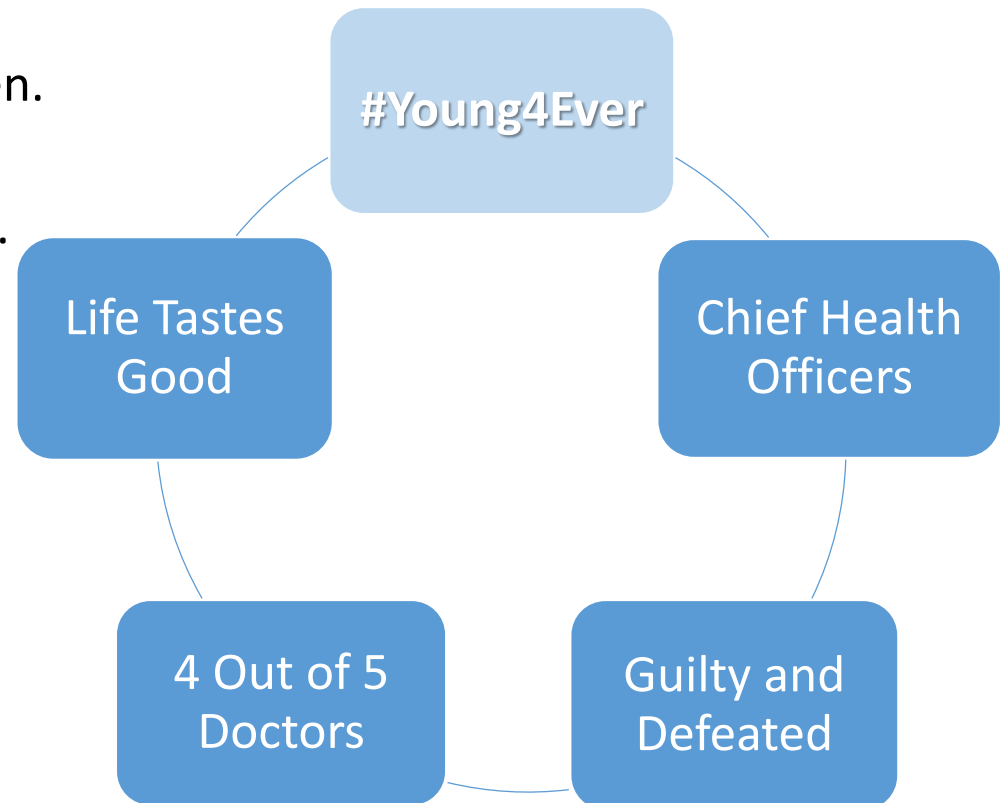 #Young4Ever
Life Tastes
Good
Chief Health
Officers
4 Out of 5
Doctors
Guilty and
Defeated